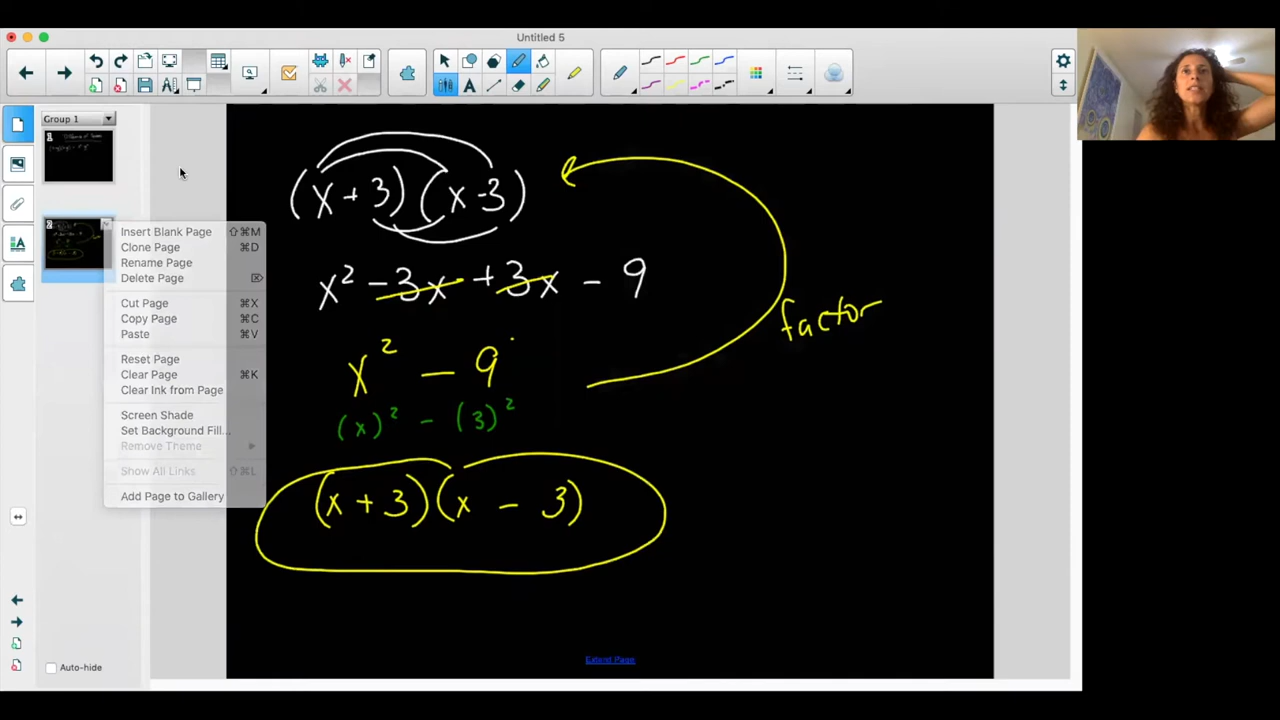 Untitled 5
Group 1
1
2
Insert Blank Page ⇧⌘M
Clone Page ⌘D
Rename Page
Delete Page ⌦
Cut Page ⌘X
Copy Page ⌘C
Paste ⌘V
Reset Page
Clear Page ⌘K
Clear Ink from Page
Screen Shade
Set Background Fill...
Remove Theme
Show All Links ⇧⌘L
Add Page to Gallery
Auto-hide
(x + 3) (x - 3)
x² - 3x + 3x - 9
x² - 9
factor
(x)² - (3)²
(x + 3)(x - 3)
Extend Page